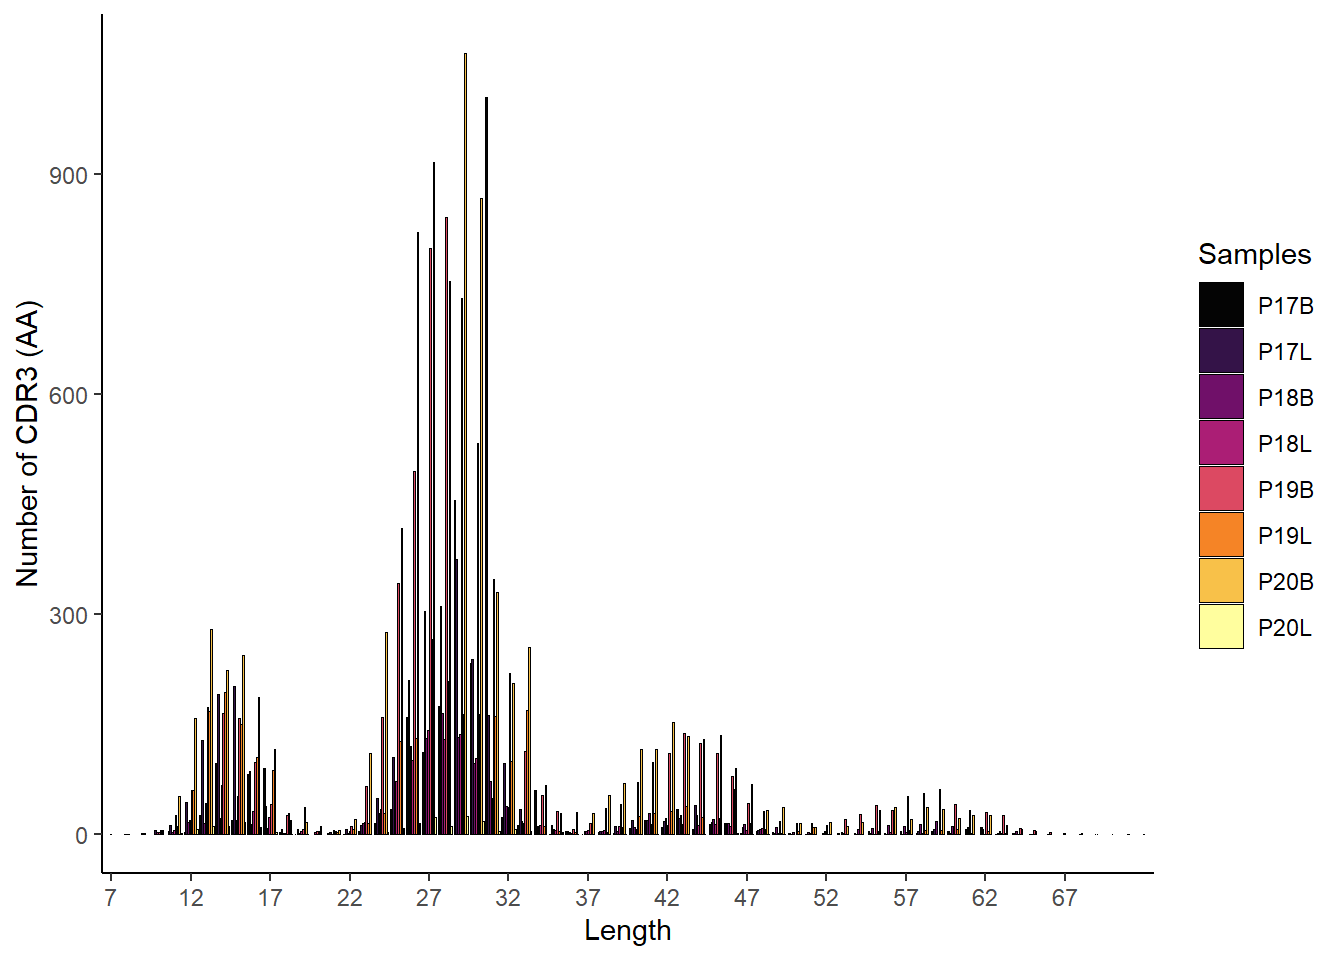 Number of CDR3 (AA)
900
600
300
0
7 12 17 22 27 32 37 42 47 52 57 62 67
Length
Samples
P17B
P17L
P18B
P18L
P19B
P19L
P20B
P20L